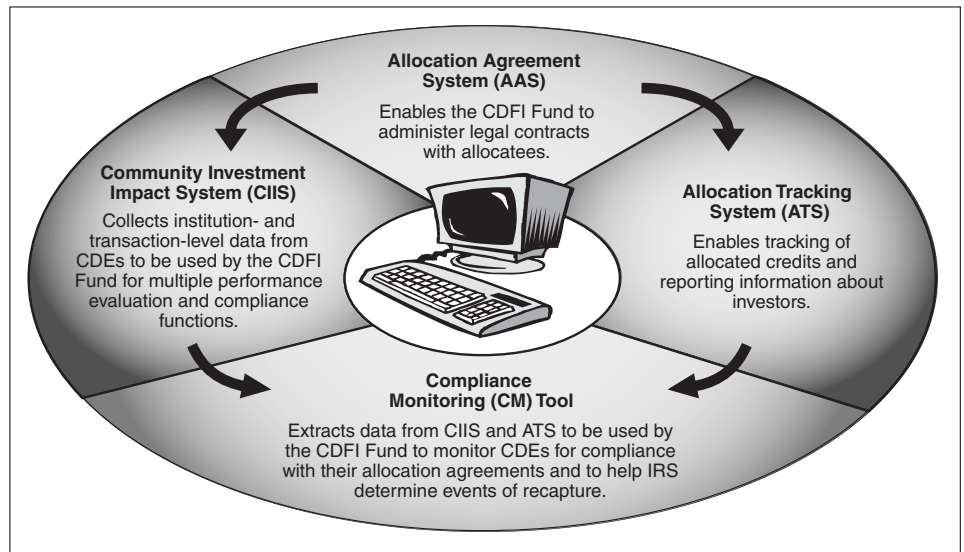 Allocation Agreement
System (AAS)
Enables the CDFI Fund to
administer legal contracts
with allocatees.
Community Investment
Impact System (CIIS)
Collects institution- and
transaction-level data from
CDEs to be used by the CDFI
Fund for multiple performance
evaluation and compliance
functions.
Allocation Tracking
System (ATS)
Enables tracking of
allocated credits and
reporting information about
investors.
Compliance
Monitoring (CM) Tool
Extracts data from CIIS and ATS to be used by
the CDFI Fund to monitor CDEs for compliance
with their allocation agreements and to help IRS
determine events of recapture.